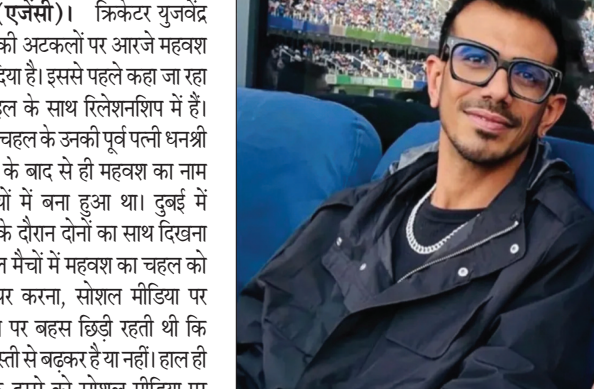 (एजेंसी)। क्रिकेटर युजवेंद्र
की अटकलों पर आरजे महवश
दिया है। इससे पहले कहा जा रहा
हल के साथ रिलेशनशिप में हैं।
चहल के उनकी पूर्व पत्नी धनश्री
के बाद से ही महवश का नाम
में बना हुआ था। दुबई में
के दौरान दोनों का साथ दिखना
मैचों में महवश का चहल को
करना, सोशल मीडिया पर
पर बहस छिड़ी रहती थी कि
स्ती से बढ़कर है या नहीं। हाल ही